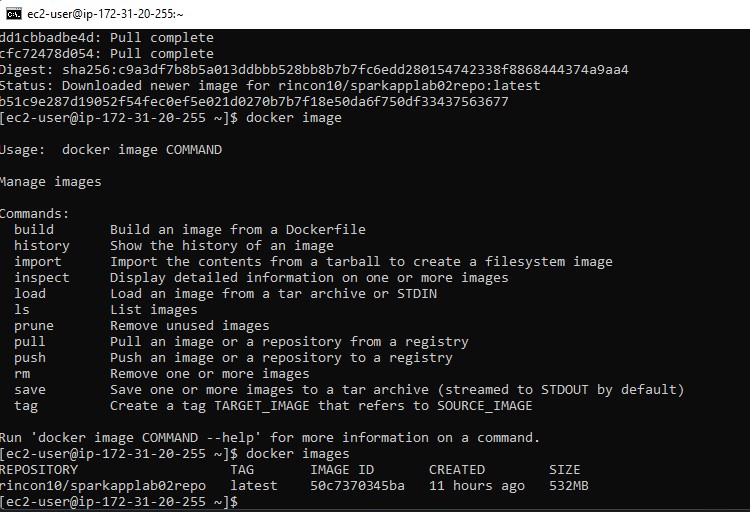 ec2-user@ip-172-31-20-255:~
dd1cbbadbe4d: Pull complete
cfc72478d054: Pull complete
Digest: sha256:c9a3df7b8b5a013ddbbb528bb8b7b7fc6edd280154742338f8868444374a9aa4
Status: Downloaded newer image for rincon10/sparkapplab02repo:latest
b51c9e287d19052f54fec0ef5e021d0270b7b7f18e50da6f750df33437563677
[ec2-user@ip-172-31-20-255 ~]$ docker image
Usage:  docker image COMMAND
Manage images
Commands:
  build       Build an image from a Dockerfile
  history     Show the history of an image
  import      Import the contents from a tarball to create a filesystem image
  inspect     Display detailed information on one or more images
  load        Load an image from a tar archive or STDIN
  ls          List images
  prune       Remove unused images
  pull        Pull an image or a repository from a registry
  push        Push an image or a repository to a registry
  rm          Remove one or more images
  save        Save one or more images to a tar archive (streamed to STDOUT by default)
  tag         Create a tag TARGET_IMAGE that refers to SOURCE_IMAGE
Run 'docker image COMMAND --help' for more information on a command.
[ec2-user@ip-172-31-20-255 ~]$ docker images
REPOSITORY                   TAG       IMAGE ID       CREATED        SIZE
rincon10/sparkapplab02repo   latest    50c7370345ba   11 hours ago   532MB
[ec2-user@ip-172-31-20-255 ~]$